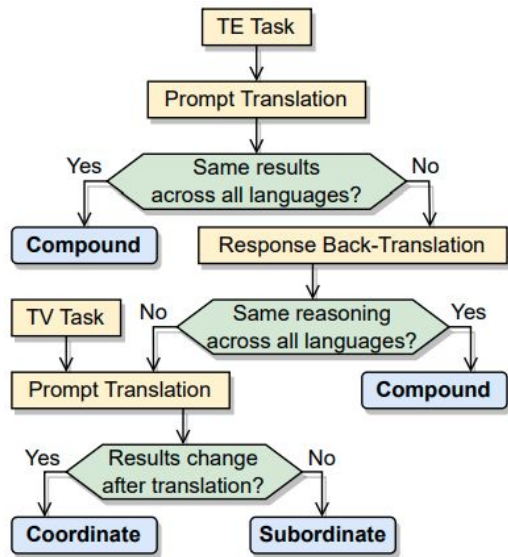 TE Task
Prompt Translation
Yes
Same results
across all languages?
No
Compound
Response Back-Translation
TV Task
No
Same reasoning
across all languages?
Yes
Prompt Translation
Compound
Yes
Results change
after translation?
No
Coordinate
Subordinate